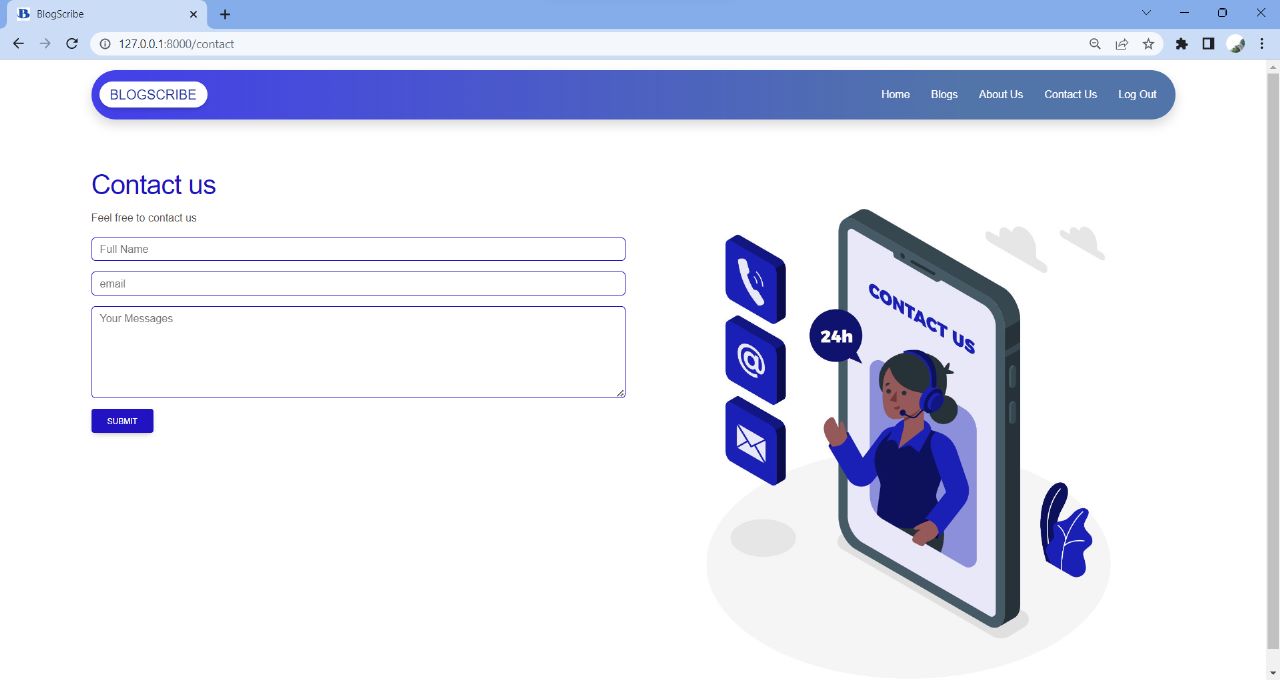 BlogScribe
127.0.0.1:8000/contact
BLOGSCRIBE
Home Blogs About Us Contact Us Log Out
Contact us
Feel free to contact us
Full Name
email
Your Messages
SUBMIT
CONTACT US
24h
@